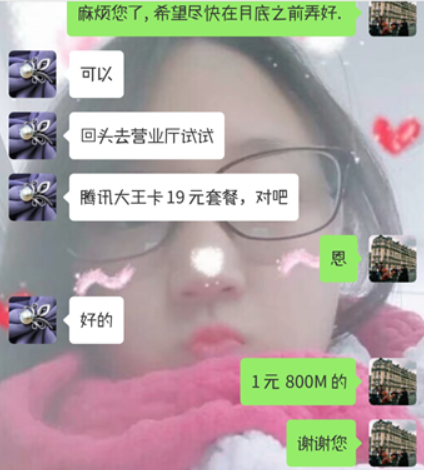 麻烦您了,希望尽快在月底之前弄好.
可以
回头去营业厅试试
腾讯大王卡 19 元套餐，对吧
恩
好的
1元 800M 的
谢谢您